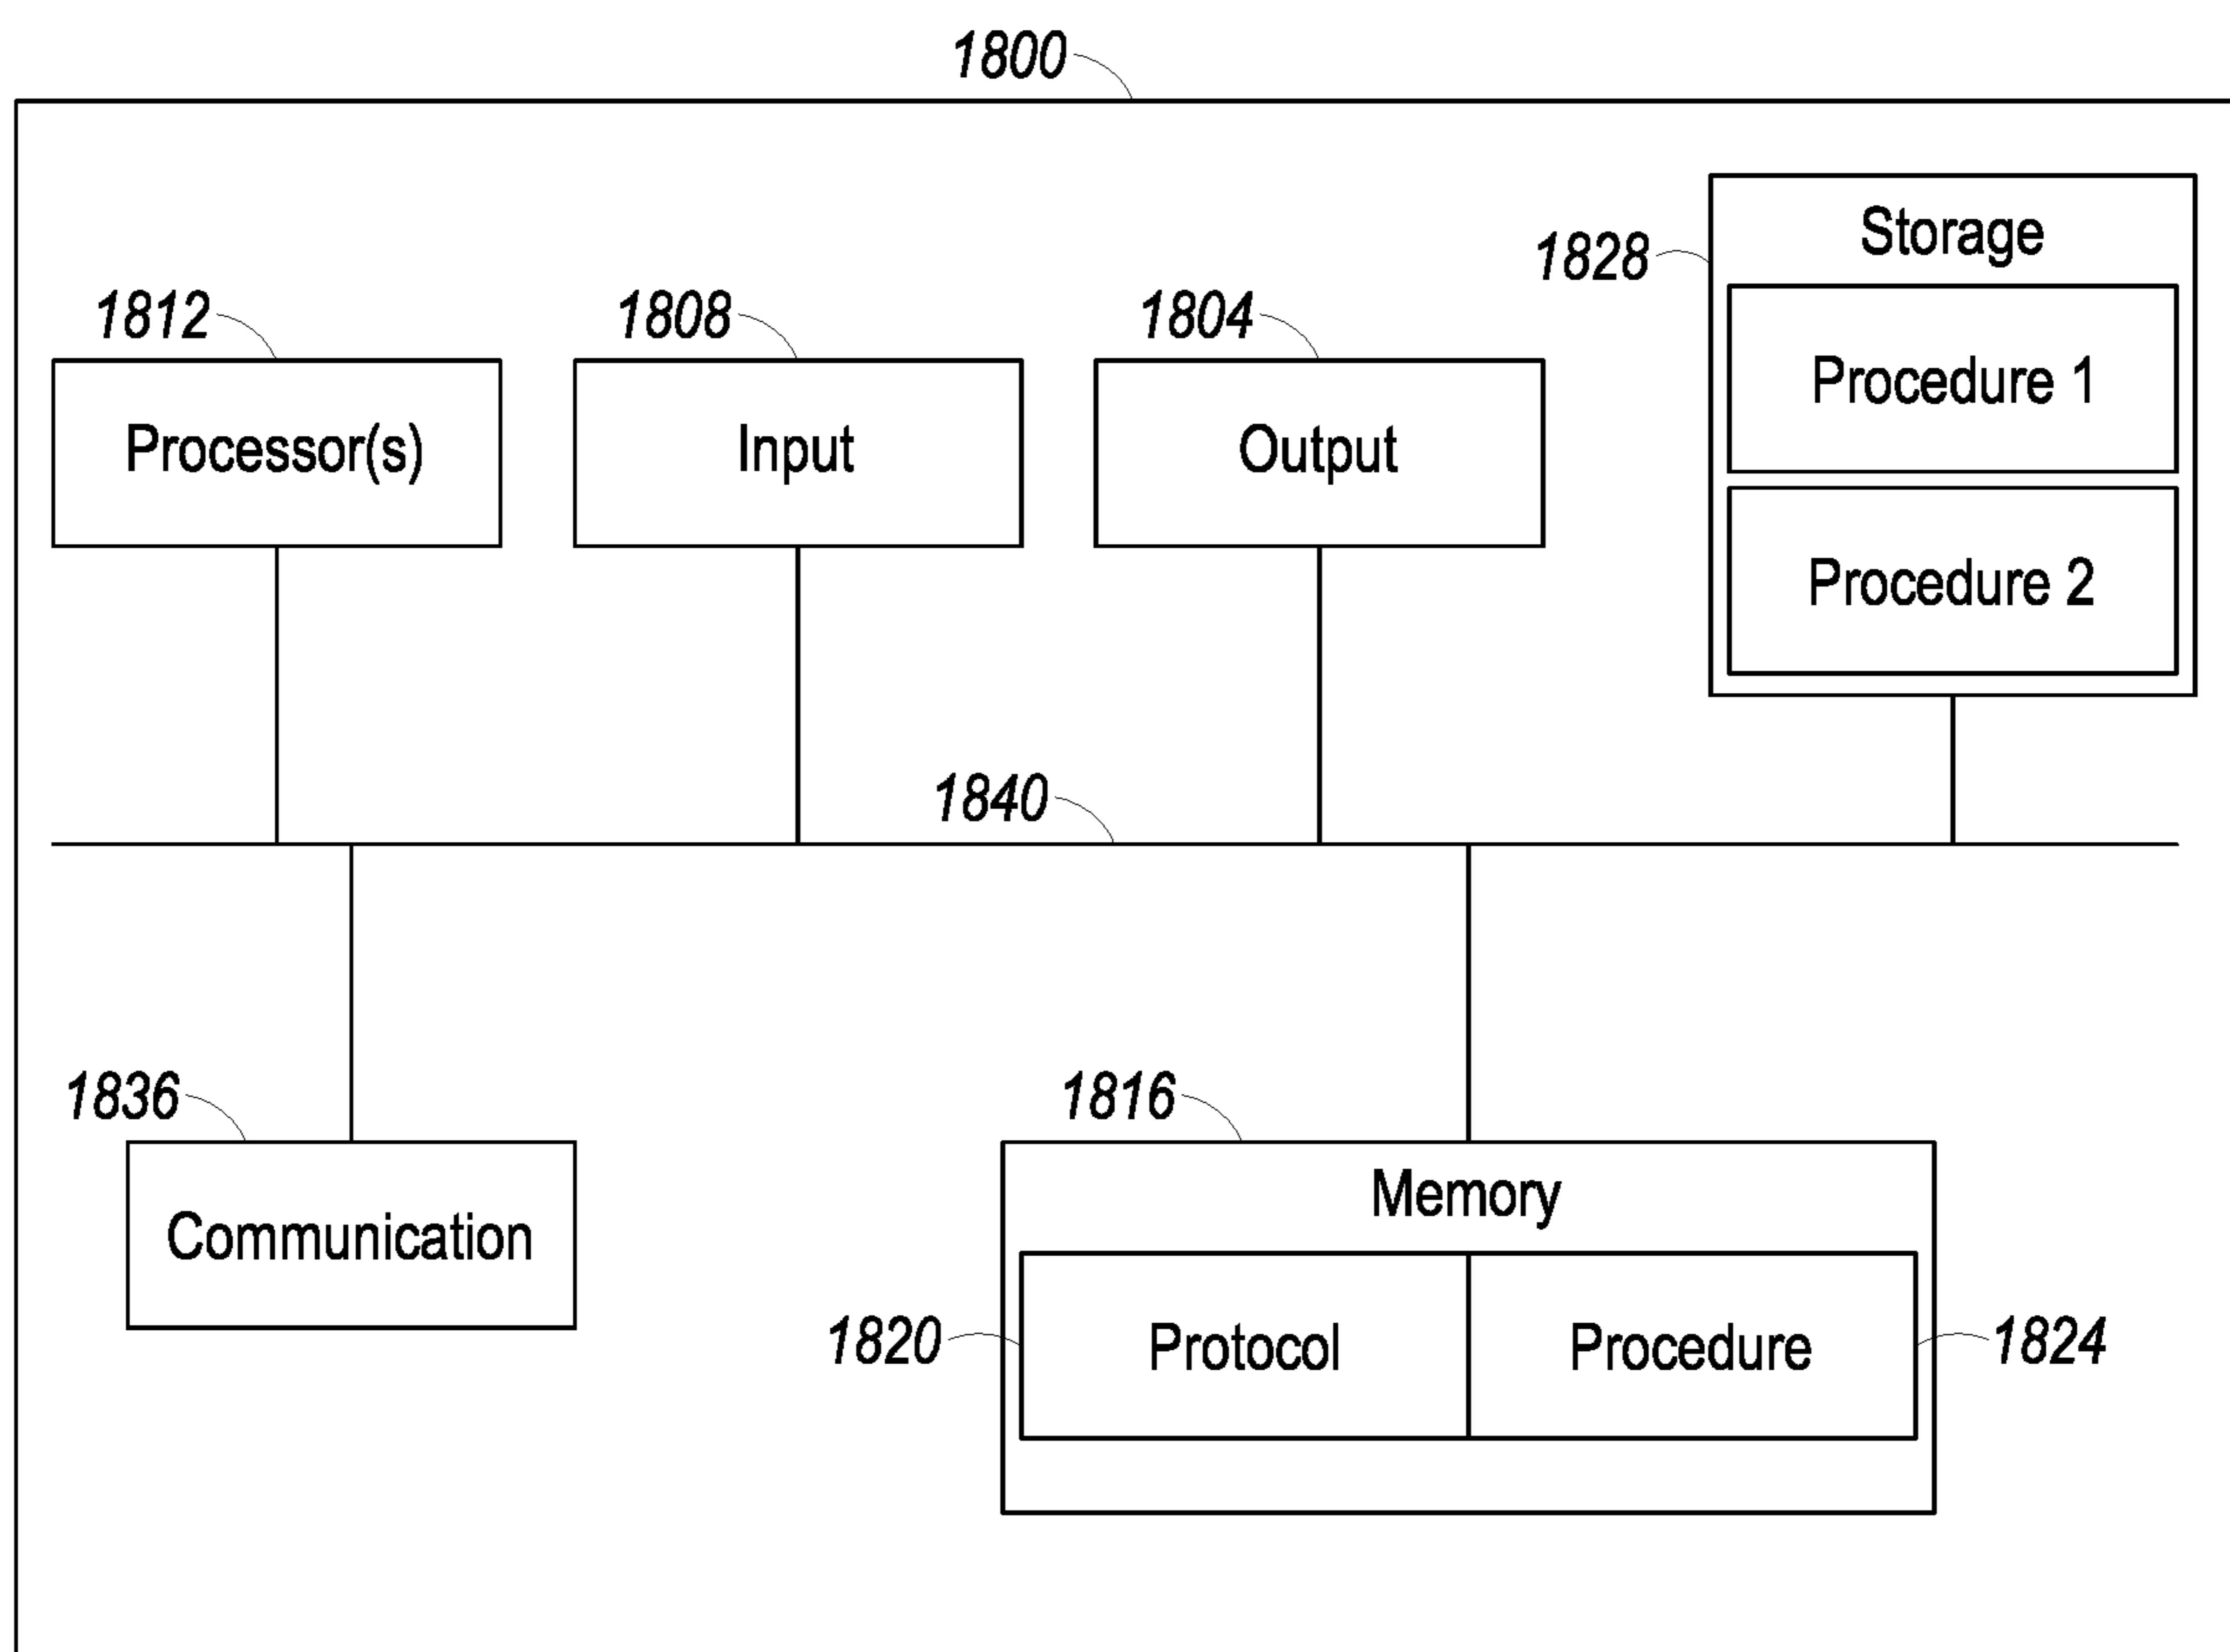 1800
Storage
1828
1812
1808
1804
Procedure 1
Processor(s)
Input
Output
Procedure 2
1840
1836
1816
Memory
Communication
1820
Protocol
Procedure
1824